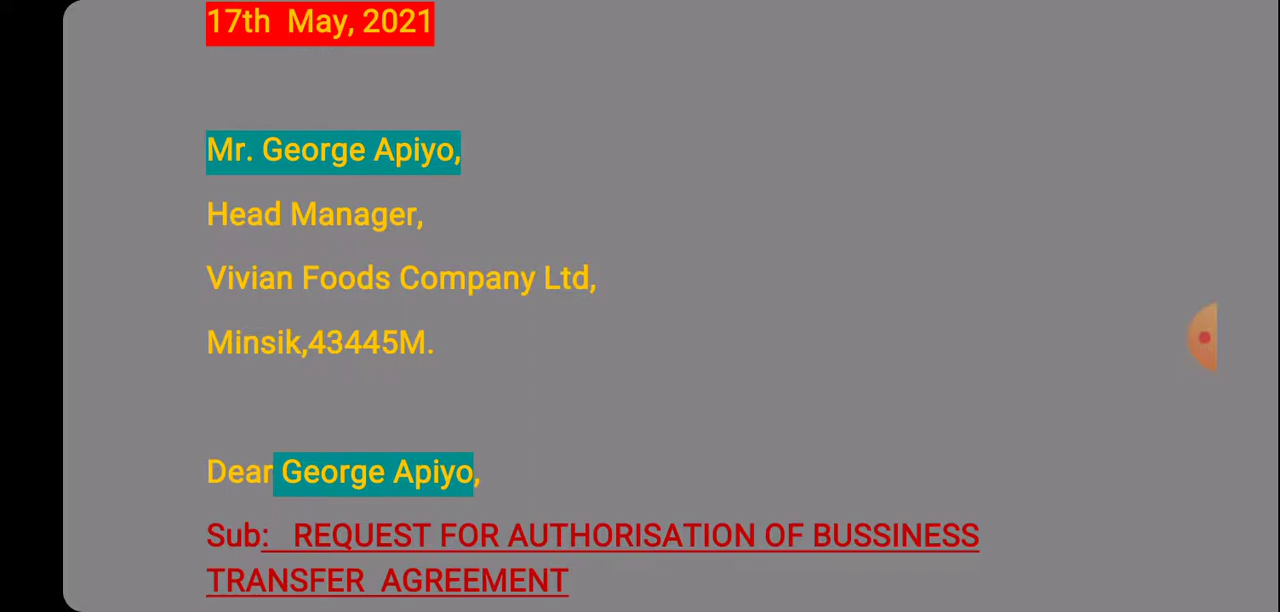 17th May, 2021
Mr. George Apiyo,
Head Manager,
Vivian Foods Company Ltd,
Minsik,43445M.
Dear George Apiyo,
Sub: REQUEST FOR AUTHORISATION OF BUSSINESS
TRANSFER AGREEMENT